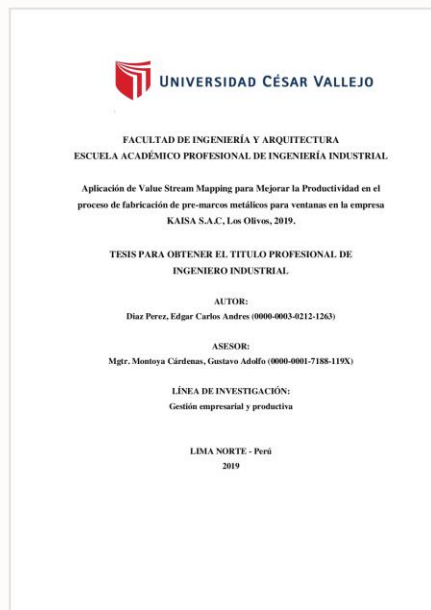 UNIVERSIDAD CÉSAR VALLEJO
FACULTAD DE INGENIERÍA Y ARQUITECTURA
ESCUELA ACADÉMICO PROFESIONAL DE INGENIERÍA INDUSTRIAL
Aplicación de Value Stream Mapping para Mejorar la Productividad en el
proceso de fabricación de pre-marcos metálicos para ventanas en la empresa
KAISA S.A.C, Los Olivos, 2019.
TESIS PARA OBTENER EL TITULO PROFESIONAL DE
INGENIERO INDUSTRIAL
AUTOR:
Diaz Perez, Edgar Carlos Andres (0000-0003-0212-1263)
ASESOR:
Mgtr. Montoya Cárdenas, Gustavo Adolfo (0000-0001-7188-119X)
LÍNEA DE INVESTIGACIÓN:
Gestión empresarial y productiva
LIMA NORTE - Perú
2019